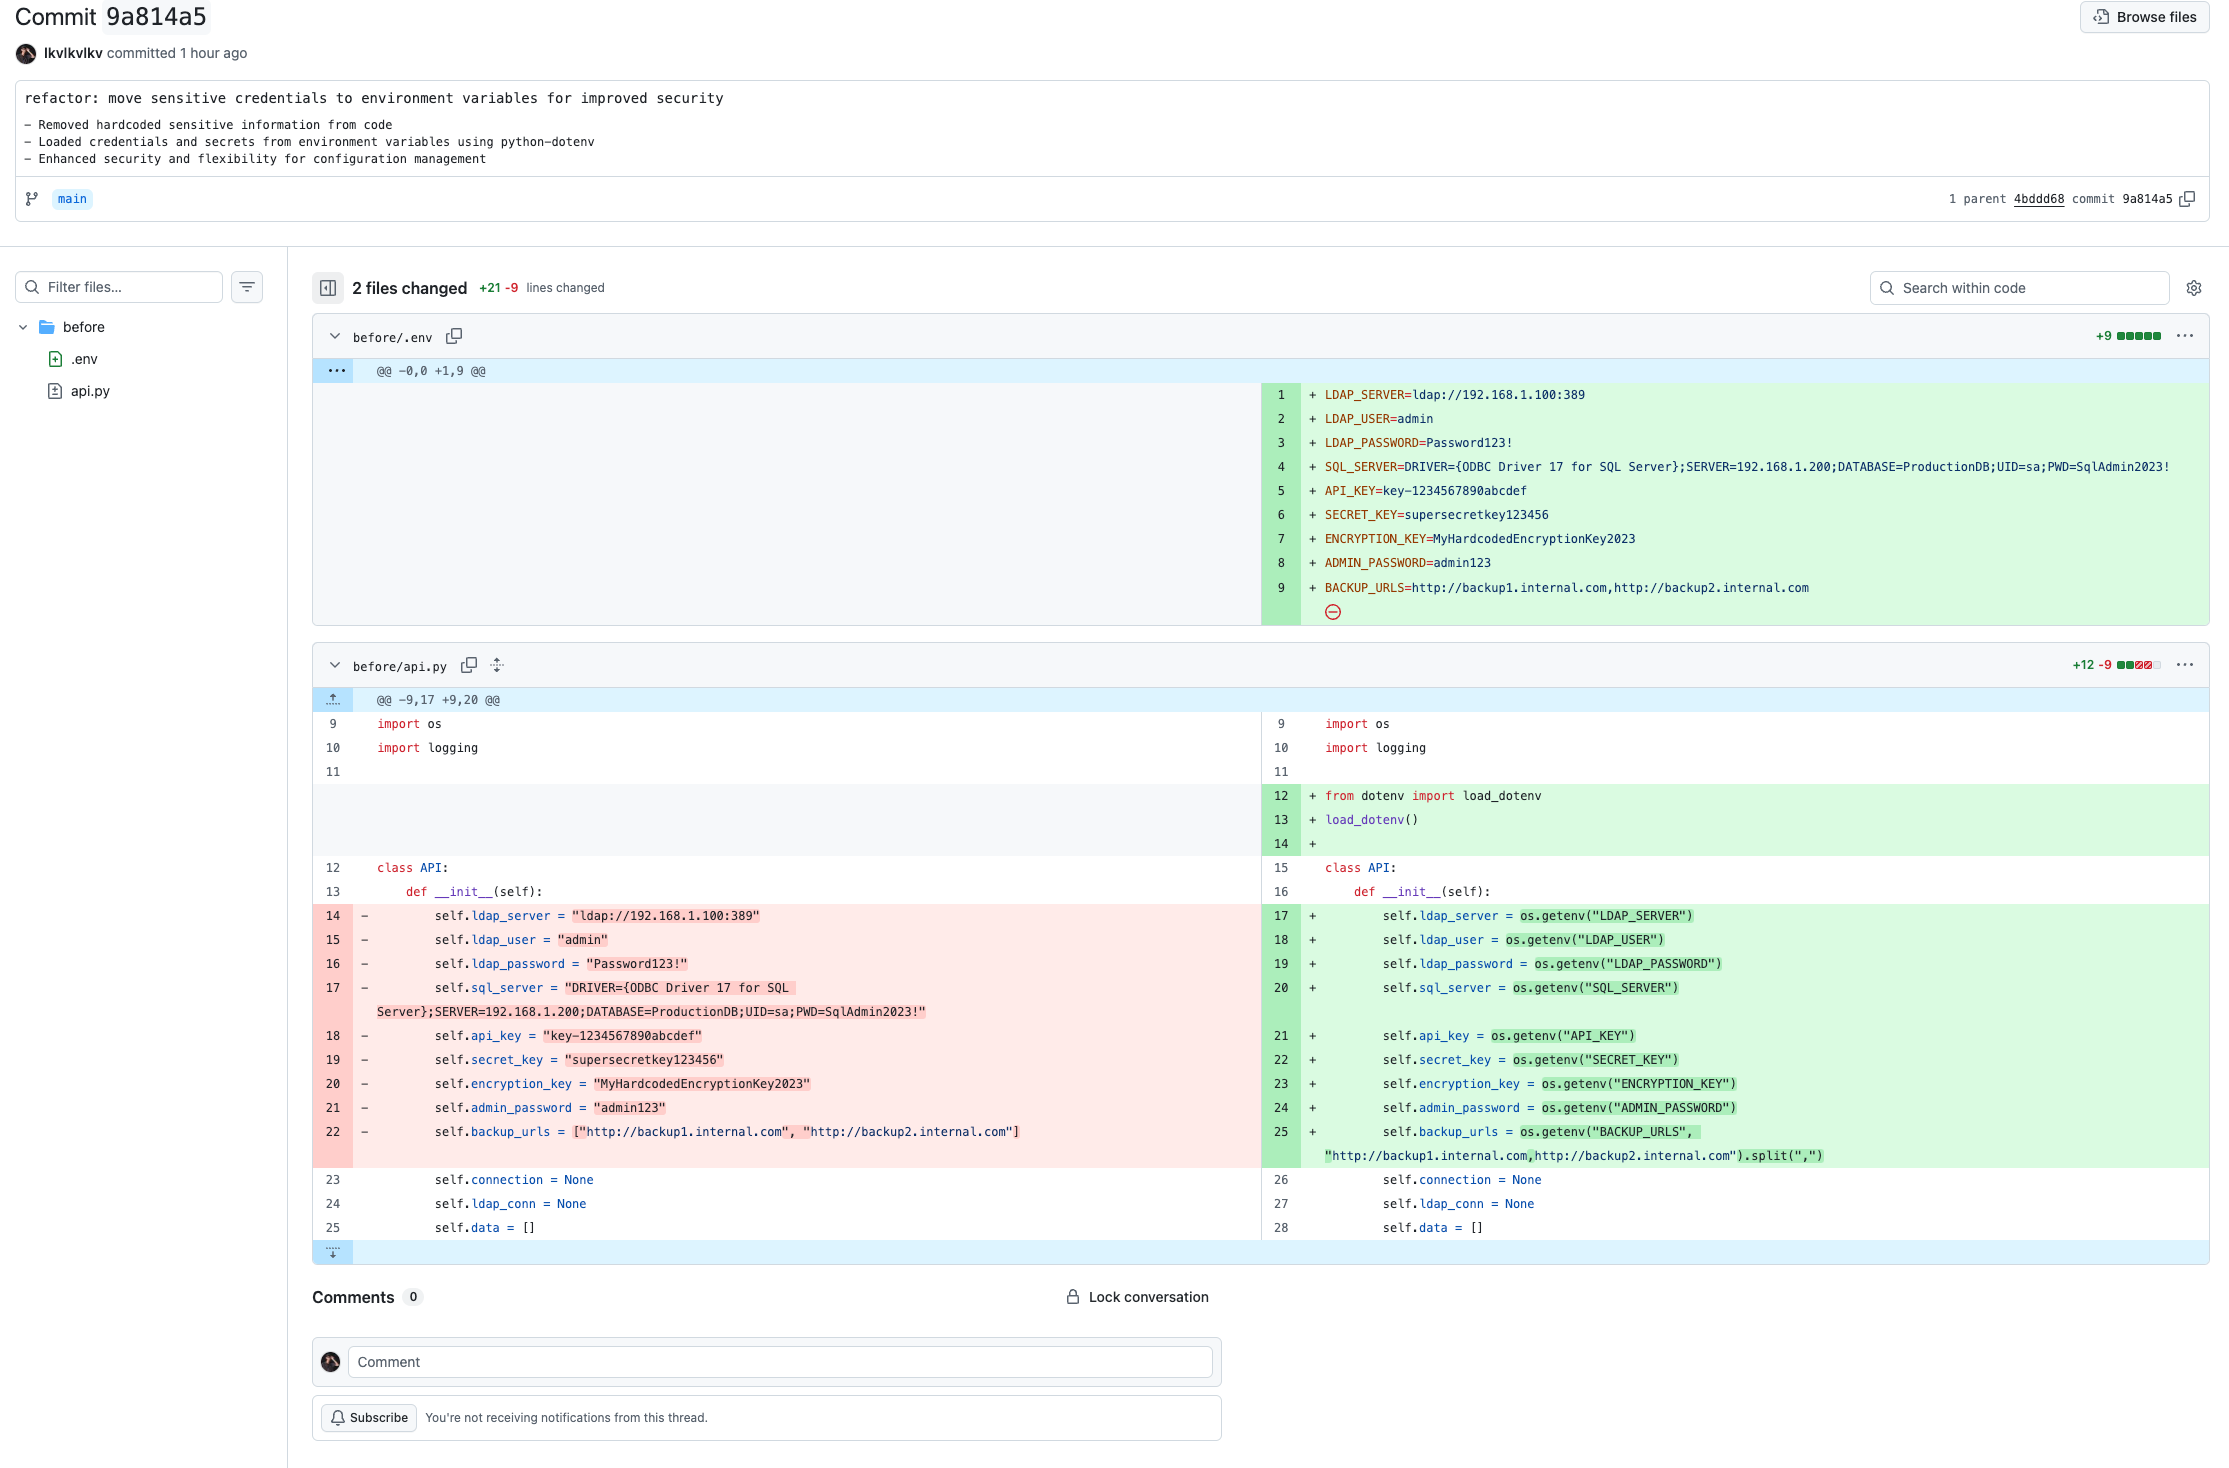 Commit 9a814a5
Browse files
lkvlkvlkv committed 1 hour ago
refactor: move sensitive credentials to environment variables for improved security
- Removed hardcoded sensitive information from code
- Loaded credentials and secrets from environment variables using python-dotenv
- Enhanced security and flexibility for configuration management
main
1 parent 4bddd68 commit 9a814a5
Filter files...
before
.env
api.py
2 files changed +21 -9 lines changed
Search within code
before/.env
+9
@@ -0,0 +1,9 @@
1 + LDAP_SERVER=ldap://192.168.1.100:389
2 + LDAP_USER=admin
3 + LDAP_PASSWORD=Password123!
4 + SQL_SERVER=DRIVER={ODBC Driver 17 for SQL Server};SERVER=192.168.1.200;DATABASE=ProductionDB;UID=sa;PWD=SqlAdmin2023!
5 + API_KEY=key-1234567890abcdef
6 + SECRET_KEY=supersecretkey123456
7 + ENCRYPTION_KEY=MyHardcodedEncryptionKey2023
8 + ADMIN_PASSWORD=admin123
9 + BACKUP_URLS=http://backup1.internal.com,http://backup2.internal.com
before/api.py
+12 -9
@@ -9,17 +9,20 @@
9 import os
10 import logging
11
12 class API:
13 def __init__(self):
14 - self.ldap_server = "ldap://192.168.1.100:389"
15 - self.ldap_user = "admin"
16 - self.ldap_password = "Password123!"
17 - self.sql_server = "DRIVER={ODBC Driver 17 for SQL
Server};SERVER=192.168.1.200;DATABASE=ProductionDB;UID=sa;PWD=SqlAdmin2023!"
18 - self.api_key = "key-1234567890abcdef"
19 - self.secret_key = "supersecretkey123456"
20 - self.encryption_key = "MyHardcodedEncryptionKey2023"
21 - self.admin_password = "admin123"
22 - self.backup_urls = ["http://backup1.internal.com", "http://backup2.internal.com"]
23 self.connection = None
24 self.ldap_conn = None
25 self.data = []
9 import os
10 import logging
11
12 + from dotenv import load_dotenv
13 + load_dotenv()
14 +
15 class API:
16 def __init__(self):
17 + self.ldap_server = os.getenv("LDAP_SERVER")
18 + self.ldap_user = os.getenv("LDAP_USER")
19 + self.ldap_password = os.getenv("LDAP_PASSWORD")
20 + self.sql_server = os.getenv("SQL_SERVER")
21 + self.api_key = os.getenv("API_KEY")
22 + self.secret_key = os.getenv("SECRET_KEY")
23 + self.encryption_key = os.getenv("ENCRYPTION_KEY")
24 + self.admin_password = os.getenv("ADMIN_PASSWORD")
25 + self.backup_urls = os.getenv("BACKUP_URLS",
"http://backup1.internal.com,http://backup2.internal.com").split(",")
26 self.connection = None
27 self.ldap_conn = None
28 self.data = []
Comments 0
Lock conversation
Comment
Subscribe You're not receiving notifications from this thread.